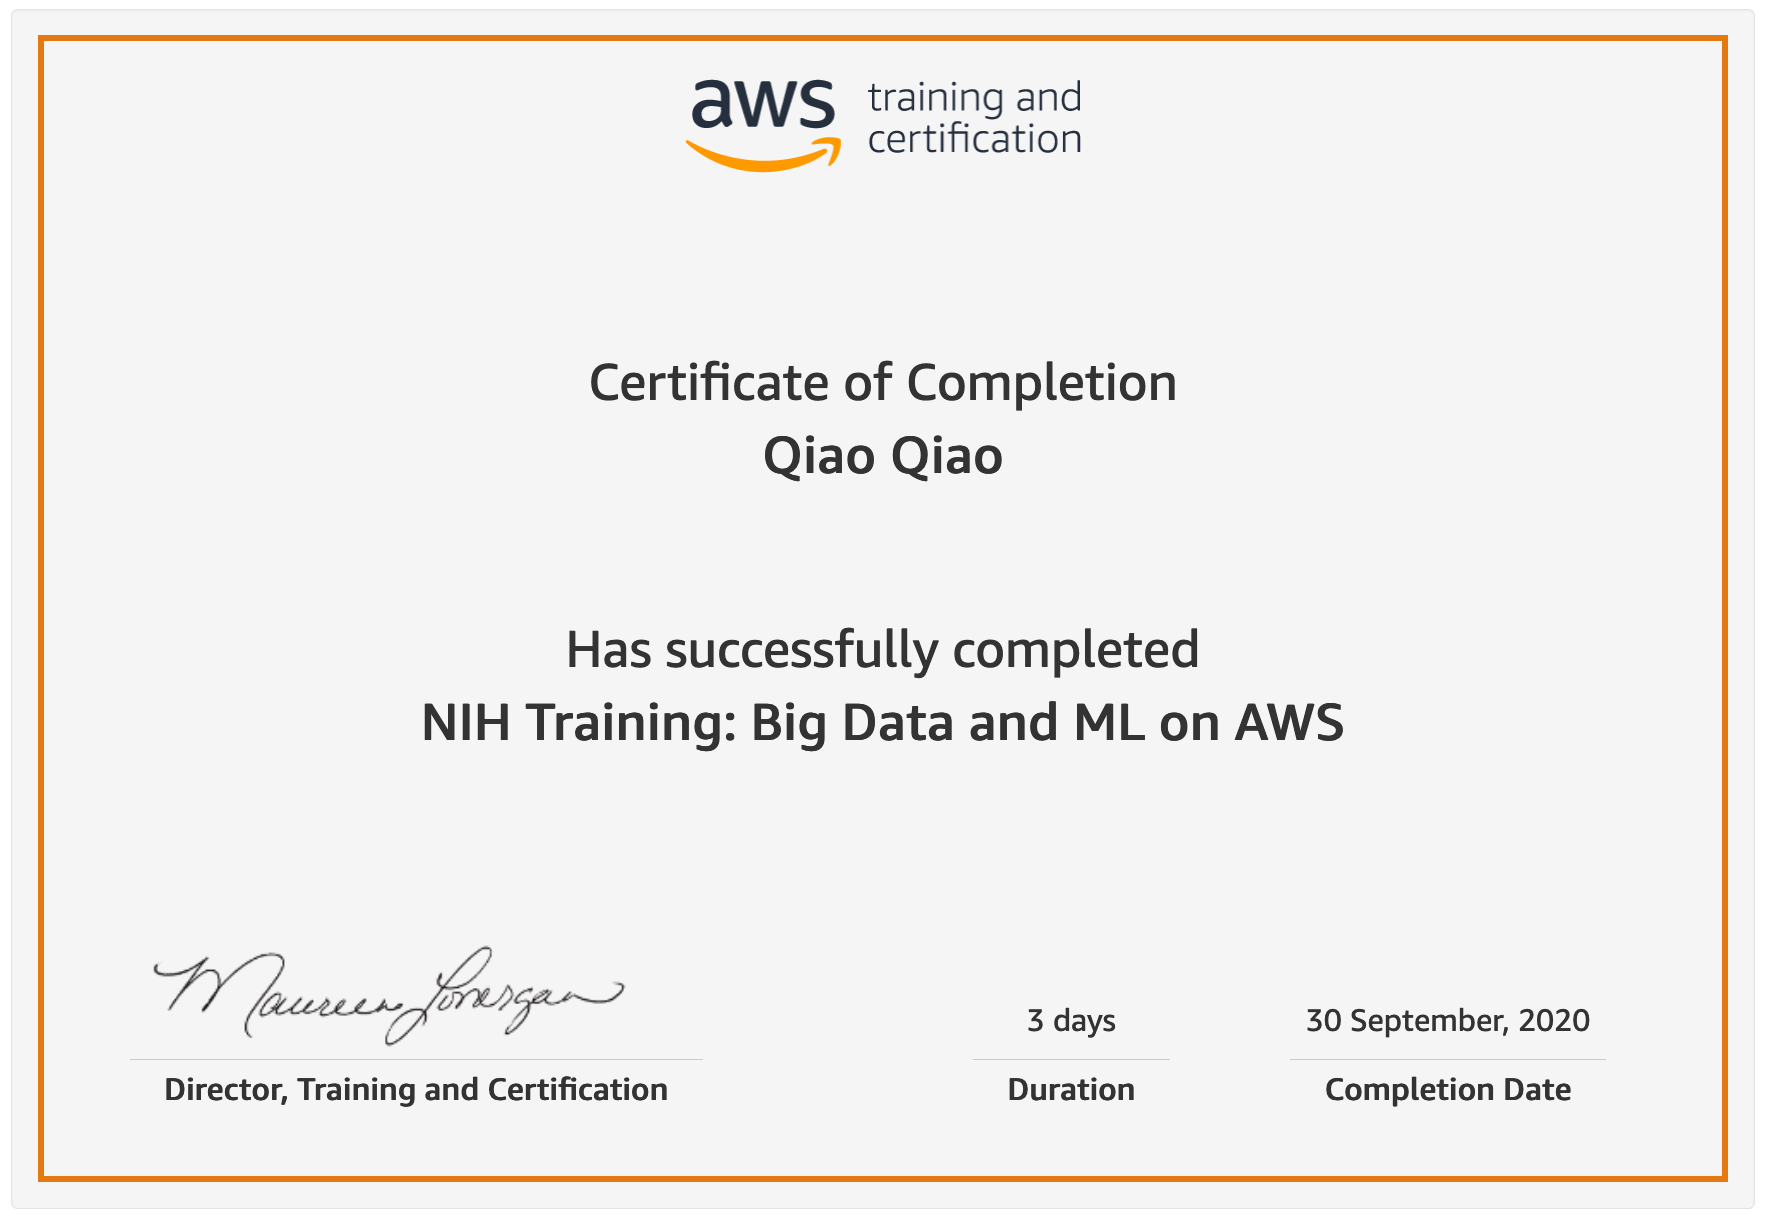 aws training and
certification
Certificate of Completion
Qiao Qiao
Has successfully completed
NIH Training: Big Data and ML on AWS
Maureen Lonergan
3 days
30 September, 2020
Director, Training and Certification
Duration
Completion Date